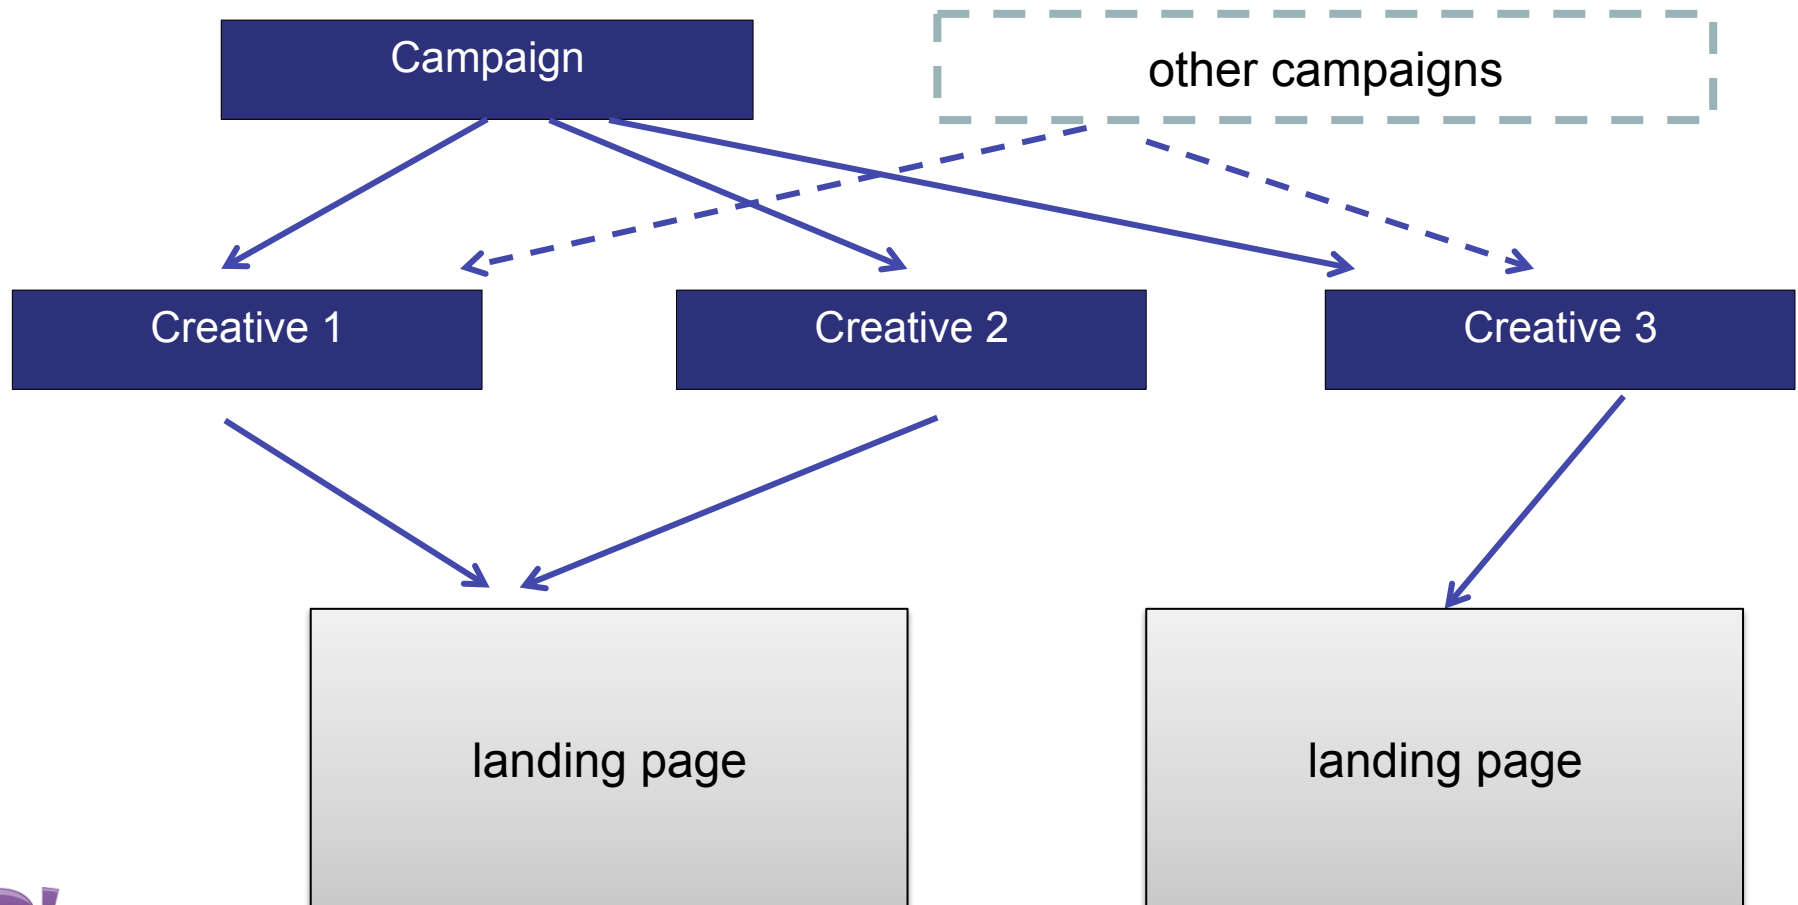 Campaign
other campaigns
Creative 1
Creative 2
Creative 3
landing page
landing page